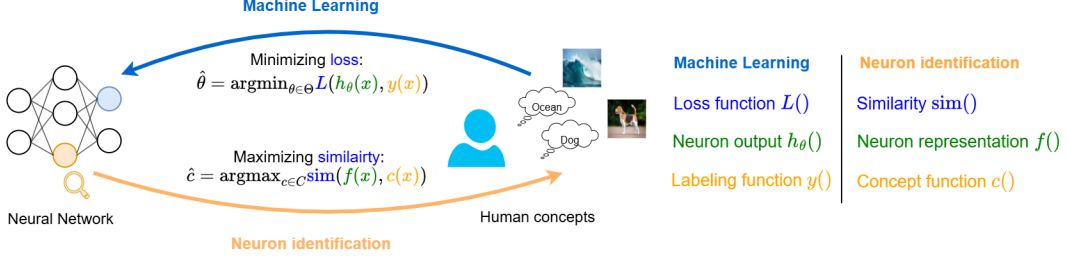 Machine Learning
Minimizing loss:
θ̂ = argmin_{θ∈Θ} L(h_θ(x), y(x))
Ocean
Dog
Maximizing similairty:
ĉ = argmax_{c∈C} sim(f(x), c(x))
Neural Network
Human concepts
Neuron identification
Machine Learning Neuron identification
Loss function L() Similarity sim()
Neuron output h_θ() Neuron representation f()
Labeling function y() Concept function c()